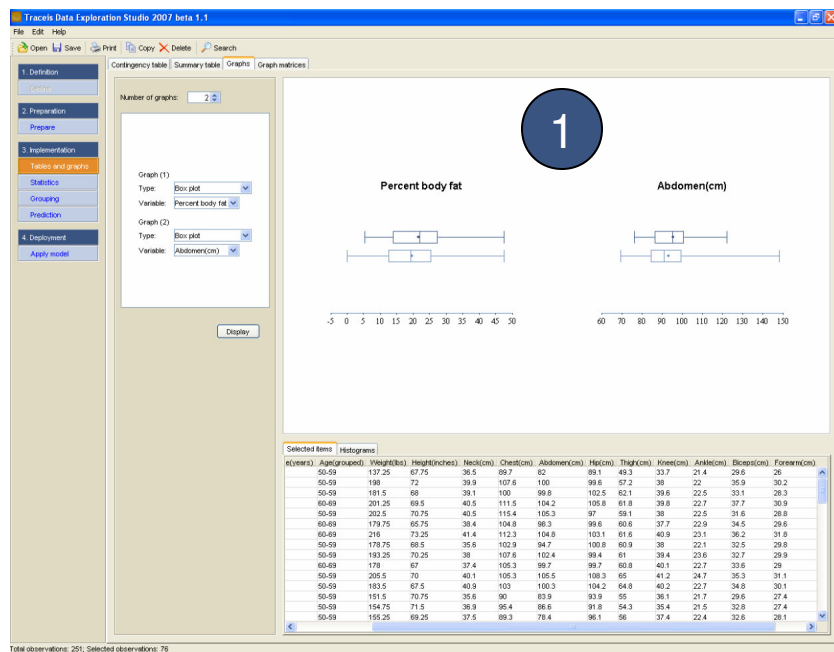 Traceis Data Exploration Studio 2007 beta 1.1
File Edit Help
Open Save Print Copy Delete Search
1. Definition
2. Preparation
Prepare
3. Implementation
Tables and graphs
Statistics
Grouping
Prediction
4. Deployment
Apply model
Contingency table Summary table Graphs Graph matrices
Number of graphs: 2
Graph (1)
Type: Box plot
Variable: Percent body fat
Graph (2)
Type: Box plot
Variable: Abdomen(cm)
Display
1
Percent body fat Abdomen(cm)
-5 0 5 10 15 20 25 30 35 40 45 50 60 70 80 90 100 110 120 130 140 150
Selected items Histograms
e(years) Age(grouped) Weight(lbs) Height(inches) Neck(cm) Chest(cm) Abdomen(cm) Hip(cm) Thigh(cm) Knee(cm) Ankle(cm) Biceps(cm) Forearm(cm)
50-59 137.25 67.75 36.5 89.7 82 89.1 49.3 33.7 21.4 29.6 26
50-59 198 72 39.9 107.6 100 99.6 57.2 38 22 35.9 30.2
50-59 181.5 68 39.1 100 99.8 102.5 62.1 39.6 22.5 33.1 28.3
60-69 201.25 69.5 40.5 111.5 104.2 105.8 61.8 39.8 22.7 37.7 30.9
50-59 202.5 70.75 40.5 115.4 105.3 97 59.1 38 22.5 31.6 28.8
60-69 179.75 65.75 38.4 104.8 98.3 99.6 60.6 37.7 22.9 34.5 29.6
60-69 216 73.25 41.4 112.3 104.8 103.1 61.6 40.9 23.1 36.2 31.8
50-59 178.75 68.5 35.6 102.9 94.7 100.8 60.9 38 22.1 32.5 29.8
50-59 193.25 70.25 38 107.6 102.4 99.4 61 39.4 23.6 32.7 29.9
50-59 178 67 37.4 105.3 99.7 99.7 60.8 40.1 22.7 33.6 29
50-59 205.5 70 40.1 105.3 105.5 108.3 65 41.2 24.7 35.3 31.1
50-59 183.5 67.5 40.9 103 100.3 104.2 64.8 40.2 22.7 34.8 30.1
50-59 151.5 70.75 35.6 90 83.9 93.9 55 36.1 21.7 29.6 27.4
50-59 154.75 71.5 36.9 95.4 86.6 91.8 54.3 35.4 21.5 32.8 27.4
50-59 155.25 69.25 37.5 89.3 78.4 96.1 56 37.4 22.4 32.6 28.1
Total observations: 251; Selected observations: 76